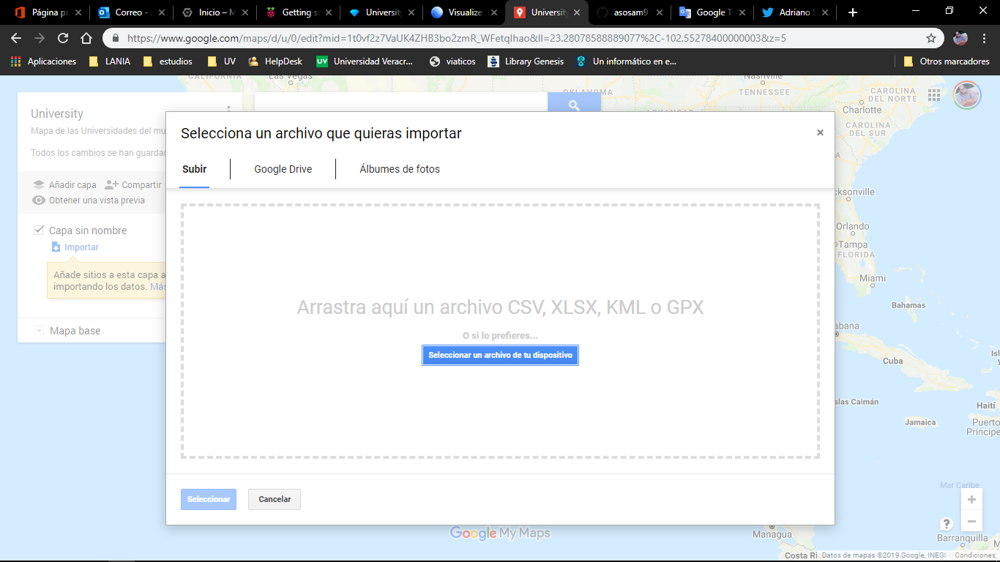 Página pr
Correo - a
Inicio – M
Getting st
University
Visualize
University
asosam9
Google Tr
Adriano S
https://www.google.com/maps/d/u/0/edit?mid=1t0vf2z7VaUK4ZHB3bo2zmR_WFetqIhao&ll=23.28078588889077%2C-102.55278400000003&z=5
Aplicaciones
LANIA
estudios
UV
HelpDesk
Universidad Veracr...
viaticos
Library Genesis
Un informático en e...
Otros marcadores
CALIFORNIA
Las Vegas
OKLAHOMA
ARKANSAS
Nashville
TENNESSEE
CAROLINA
DEL NORTE
Charlotte
CAROLINA
DEL SUR
University
Mapa de las Universidades del mu
Todos los cambios se han guardad
Añadir capa
Compartir
Obtener una vista previa
Capa sin nombre
Importar
Añade sitios a esta capa a
importando los datos. Más
Mapa base
Selecciona un archivo que quieras importar
Subir
Google Drive
Álbumes de fotos
Arrastra aquí un archivo CSV, XLSX, KML o GPX
O si lo prefieres...
Seleccionar un archivo de tu dispositivo
Seleccionar
Cancelar
cksonville
Orlando
Tampa
FLORIDA
Miami
Bahamas
abana
Cuba
Isl
slas Caimán
Haití
Jamaica
Puerto
Príncipe
Mar Caribe
Google My Maps
Managua
Barranquilla
M
Costa Ri
Datos de mapas ©2019 Google, INEGI
Condiciones